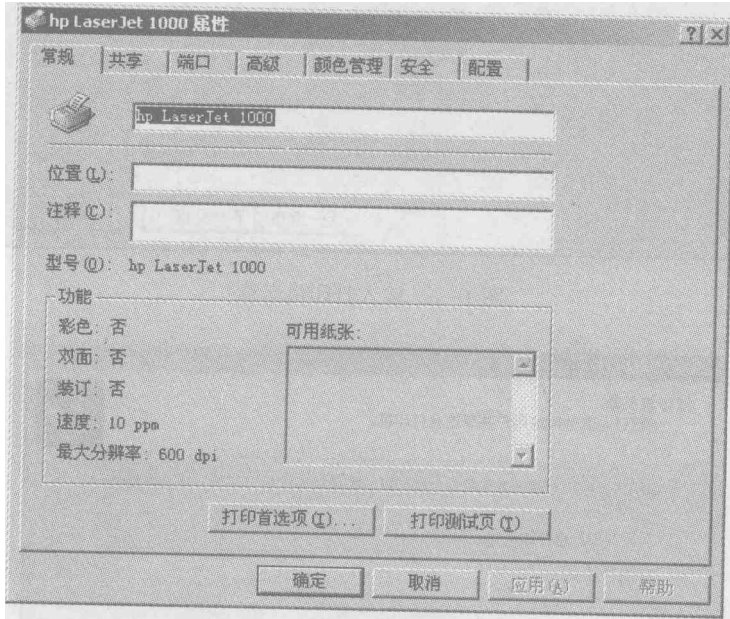 hp LaserJet 1000 属性
常规 共享 端口 高级 颜色管理 安全 配置
hp LaserJet 1000
位置(L):
注释(C):
型号(O): hp LaserJet 1000
功能
彩色: 否
可用纸张:
双面: 否
装订: 否
速度: 10 ppm
最大分辨率: 600 dpi
打印首选项(I)... 打印测试页(T)
确定 取消 应用(A) 帮助